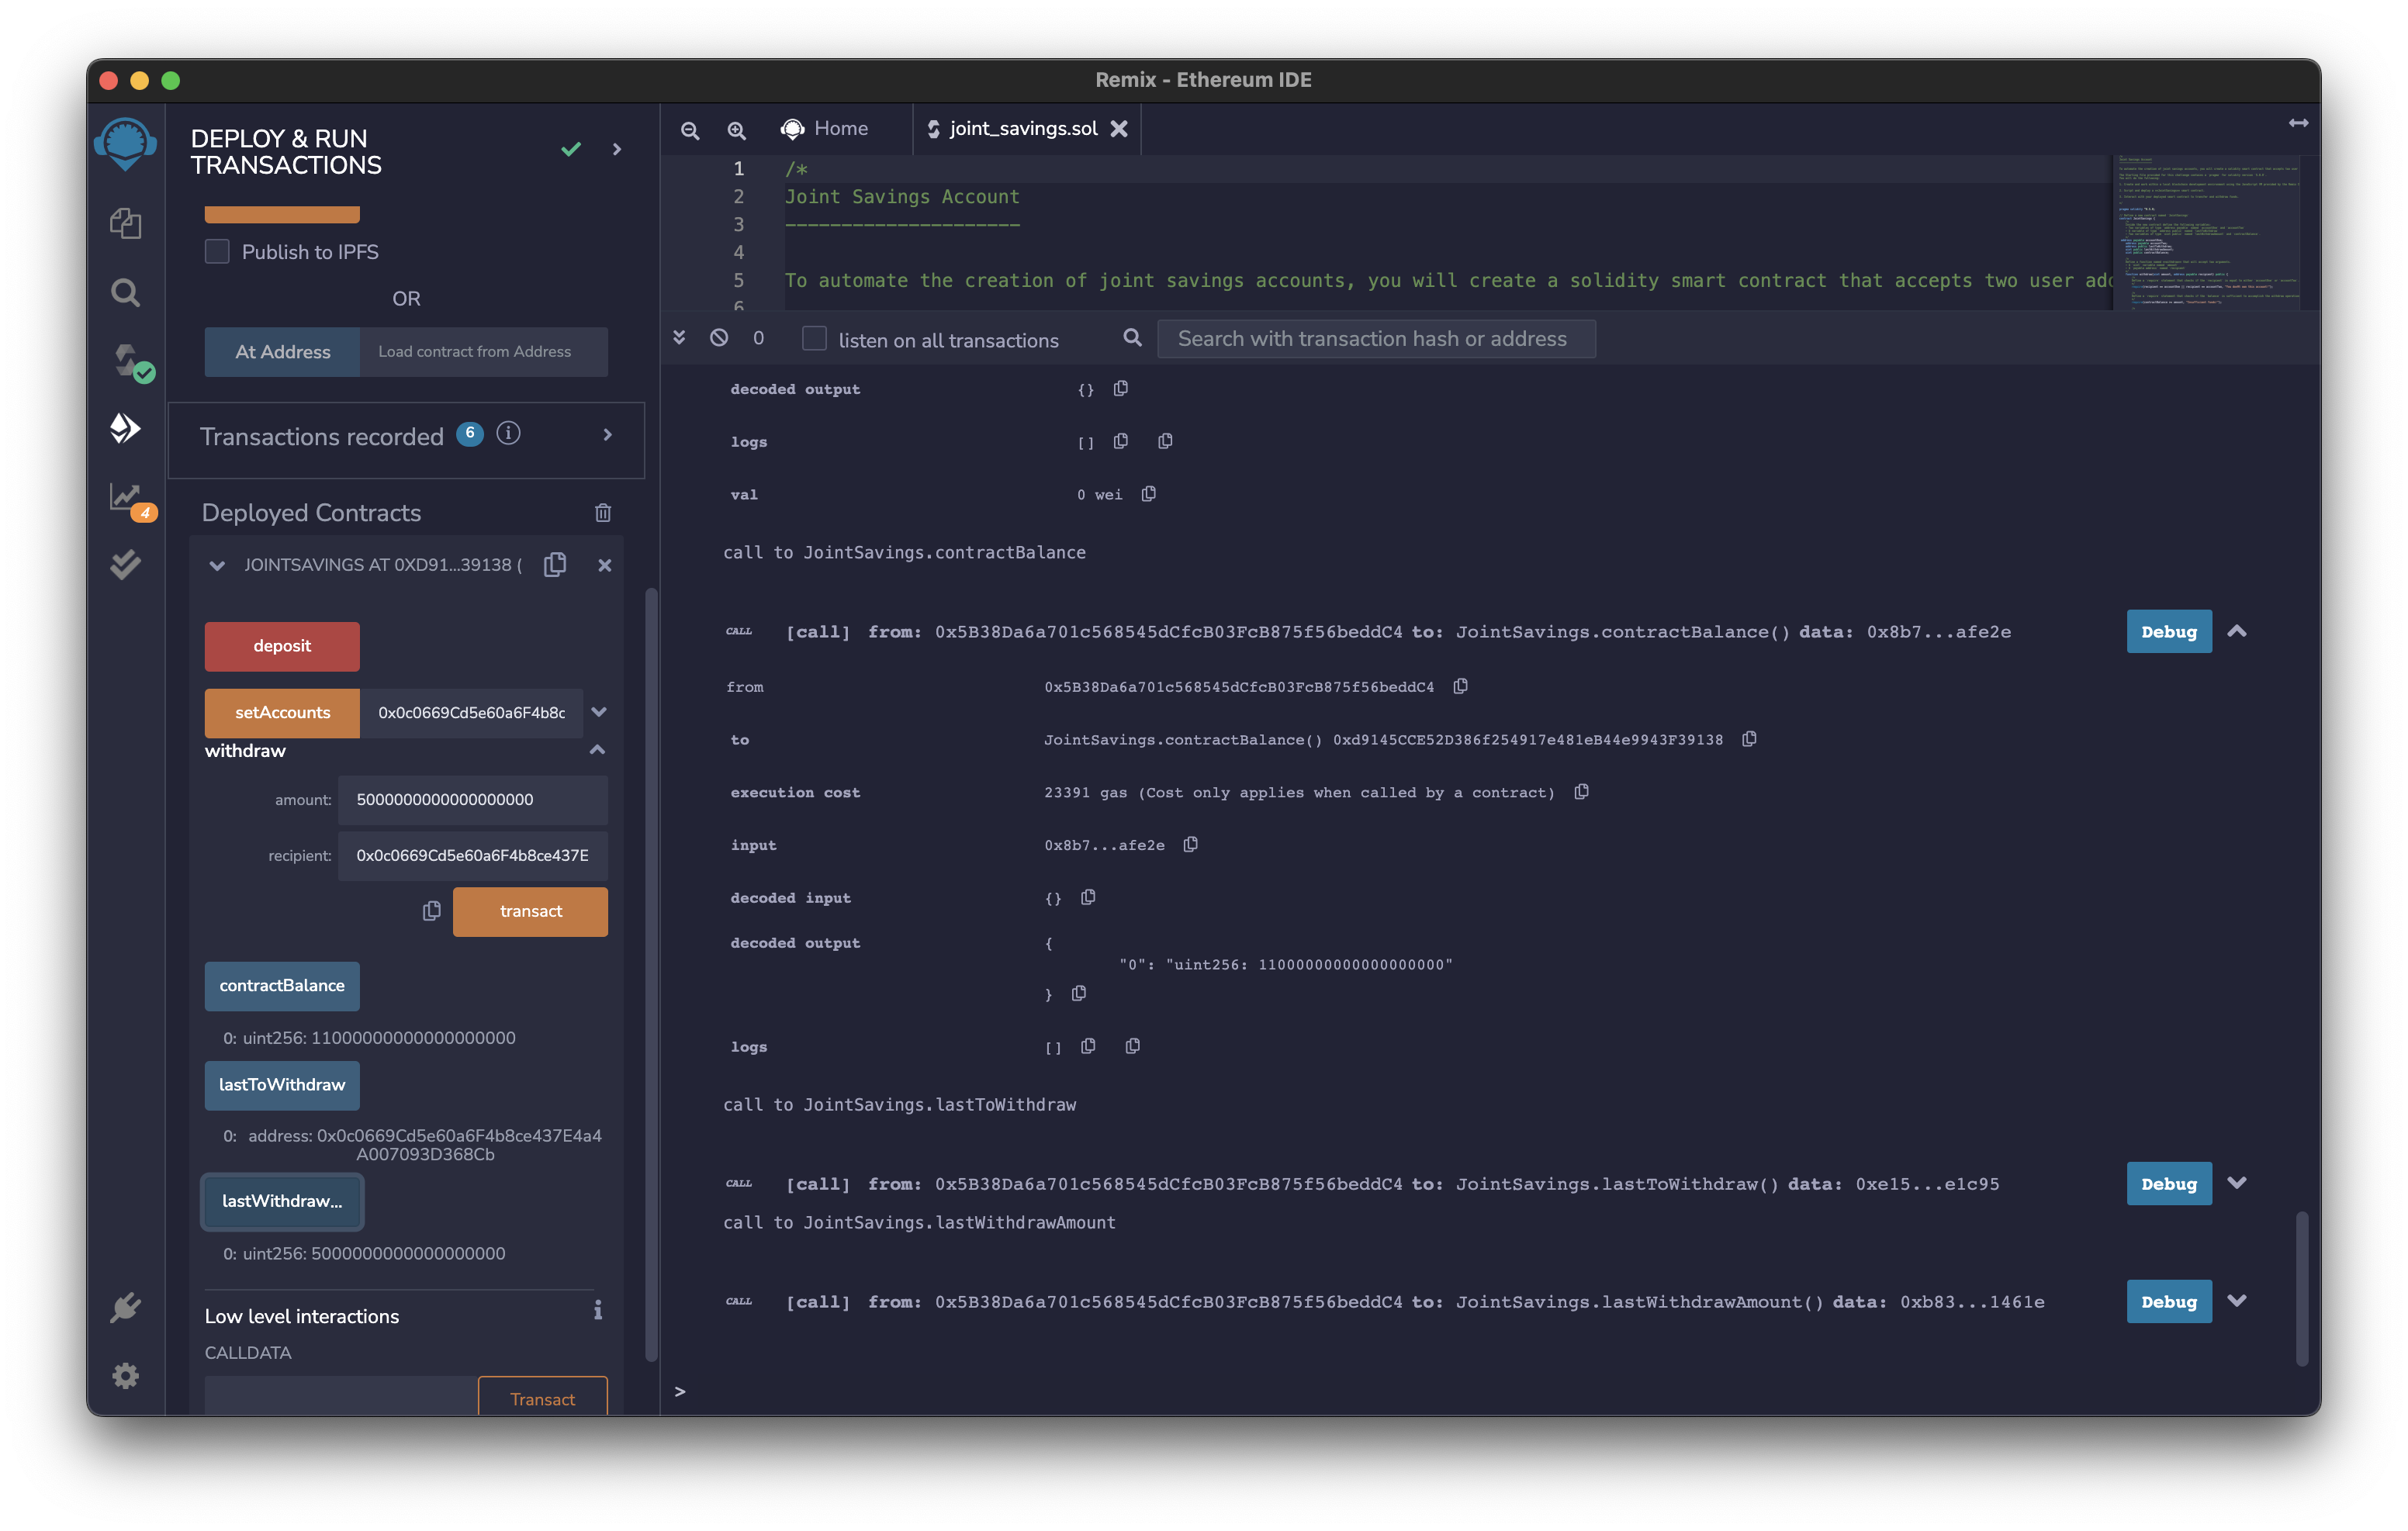 Remix - Ethereum IDE
DEPLOY & RUN
TRANSACTIONS
Publish to IPFS
OR
At Address
Load contract from Address
Transactions recorded 6
Deployed Contracts
4
JOINTSAVINGS AT 0XD91...39138 (
deposit
setAccounts
0x0c0669Cd5e60a6F4b8c
withdraw
amount: 5000000000000000000
recipient: 0x0c0669Cd5e60a6F4b8ce437E
transact
contractBalance
0: uint256: 11000000000000000000
lastToWithdraw
0: address: 0x0c0669Cd5e60a6F4b8ce437E4a4
A007093D368Cb
lastWithdraw...
0: uint256: 5000000000000000000
Low level interactions
CALLDATA
Transact
Home
joint_savings.sol
1 /*
2 Joint Savings Account
3 ---------------------
4
5 To automate the creation of joint savings accounts, you will create a solidity smart contract that accepts two user add
6
0
listen on all transactions
Search with transaction hash or address
decoded output {}
logs []
val 0 wei
call to JointSavings.contractBalance
CALL [call] from: 0x5B38Da6a701c568545dCfcB03FcB875f56beddC4 to: JointSavings.contractBalance() data: 0x8b7...afe2e Debug
from 0x5B38Da6a701c568545dCfcB03FcB875f56beddC4
to JointSavings.contractBalance() 0xd9145CCE52D386f254917e481eB44e9943F39138
execution cost 23391 gas (Cost only applies when called by a contract)
input 0x8b7...afe2e
decoded input {}
decoded output {
"0": "uint256: 11000000000000000000"
}
logs []
call to JointSavings.lastToWithdraw
CALL [call] from: 0x5B38Da6a701c568545dCfcB03FcB875f56beddC4 to: JointSavings.lastToWithdraw() data: 0xe15...e1c95 Debug
call to JointSavings.lastWithdrawAmount
CALL [call] from: 0x5B38Da6a701c568545dCfcB03FcB875f56beddC4 to: JointSavings.lastWithdrawAmount() data: 0xb83...1461e Debug
>